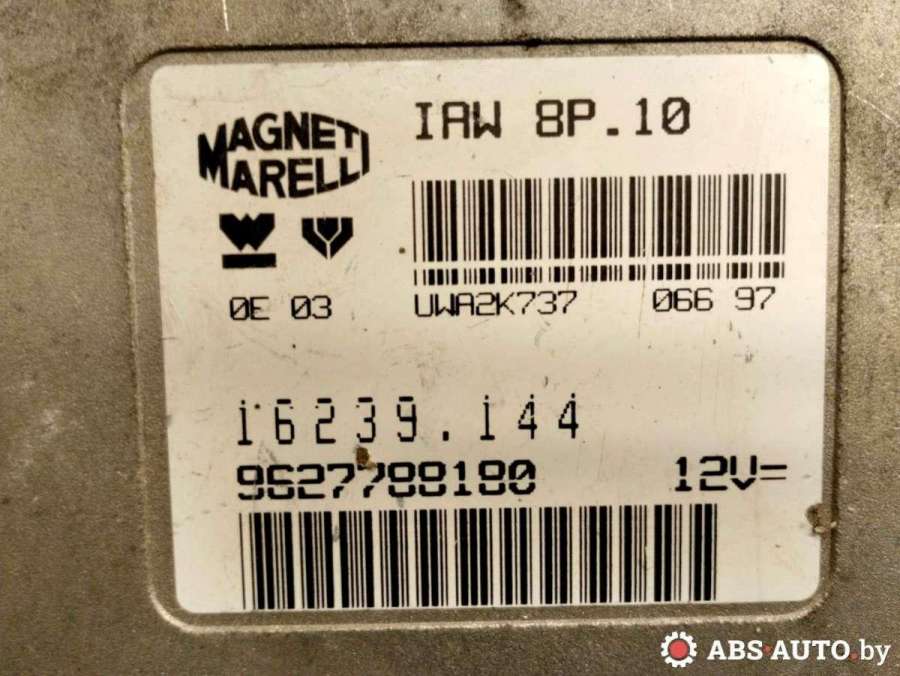 MAGNETI
MARELLI
IAW 8P.10
0E 03
UWA2K737 066 97
16239.144
9627788180 12V=
ABS-AUTO.by